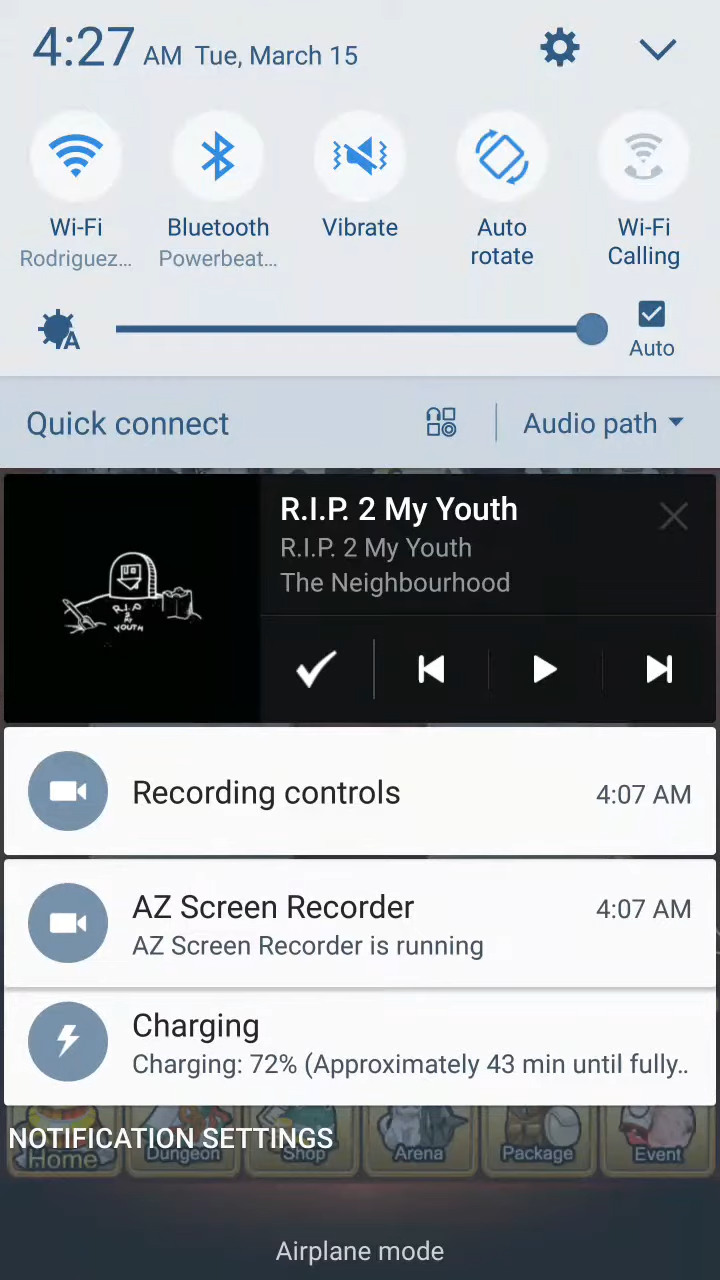 4:27 AM Tue, March 15
Wi-Fi
Rodriguez...
Bluetooth
Powerbeat...
Vibrate
Auto
rotate
Wi-Fi
Calling
A
Auto
Quick connect
Audio path
R.I.P. 2 My Youth
R.I.P. 2 My Youth
The Neighbourhood
R.I.P
2
MY
YOUTH
Recording controls 4:07 AM
AZ Screen Recorder 4:07 AM
AZ Screen Recorder is running
Charging
Charging: 72% (Approximately 43 min until fully..
NOTIFICATION SETTINGS
Home Dungeon Shop Arena Package Event
Airplane mode